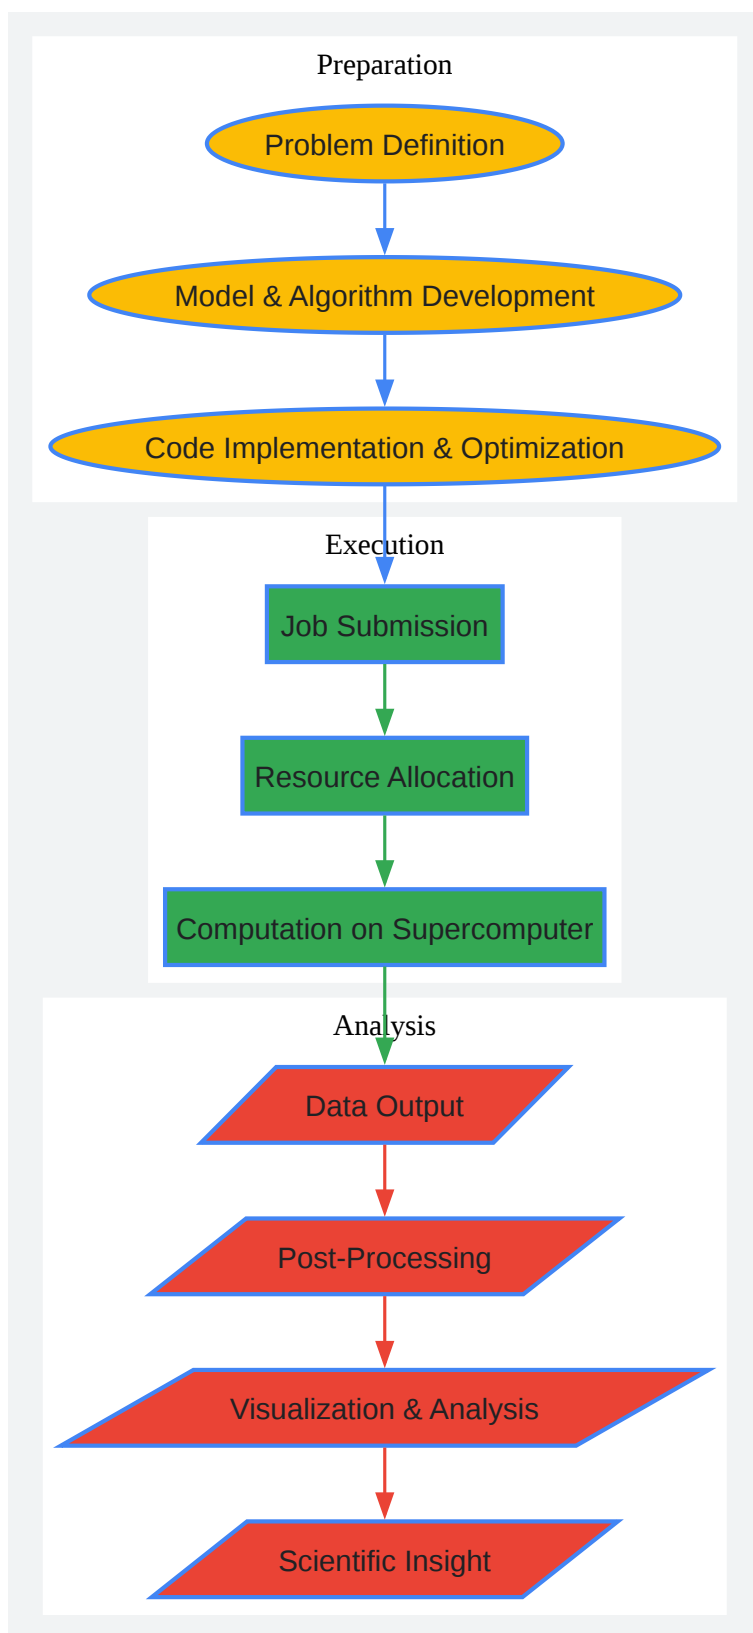 Preparation
Problem Definition
Model & Algorithm Development
Code Implementation & Optimization
Execution
Job Submission
Resource Allocation
Computation on Supercomputer
Analysis
Data Output
Post-Processing
Visualization & Analysis
Scientific Insight